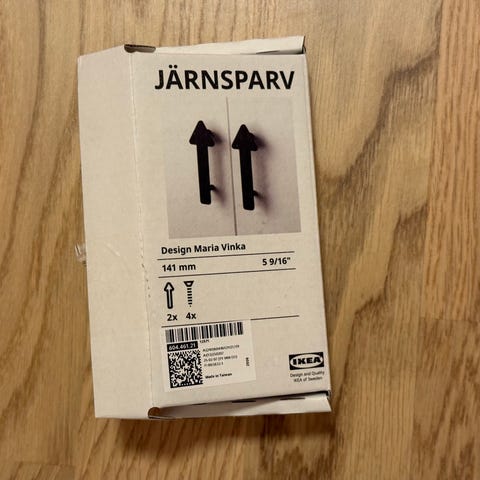 JÄRNSPARV
Design Maria Vinka
141 mm 5 9/16"
2x 4x
604.461.21
Made in Taiwan
IKEA
Design and Quality
IKEA of Sweden